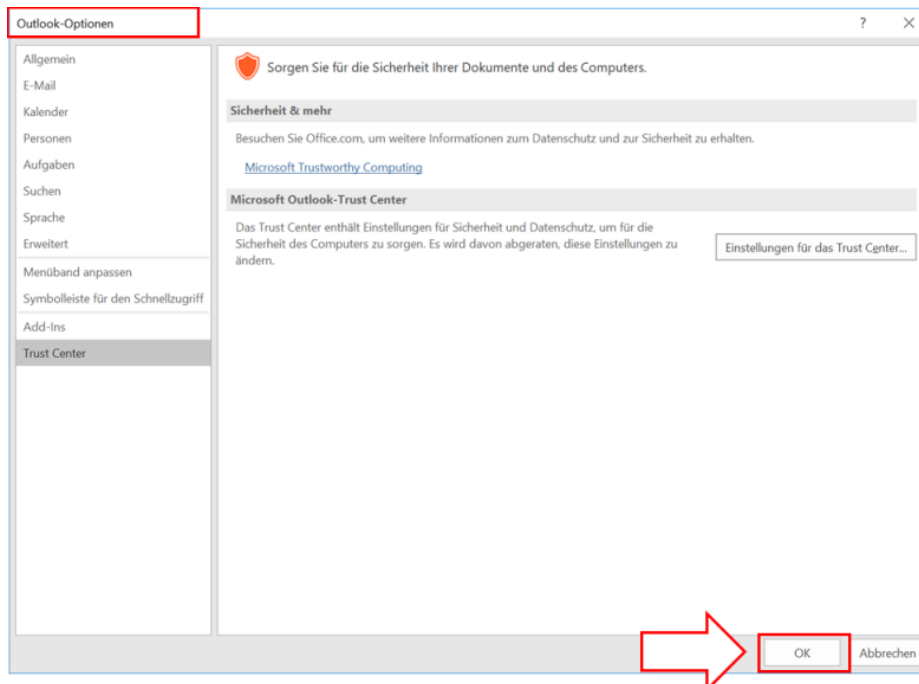 Outlook-Optionen
Allgemein
E-Mail
Kalender
Personen
Aufgaben
Suchen
Sprache
Erweitert
Menüband anpassen
Symbolleiste für den Schnellzugriff
Add-Ins
Trust Center
Sorgen Sie für die Sicherheit Ihrer Dokumente und des Computers.
Sicherheit & mehr
Besuchen Sie Office.com, um weitere Informationen zum Datenschutz und zur Sicherheit zu erhalten.
Microsoft Trustworthy Computing
Microsoft Outlook-Trust Center
Das Trust Center enthält Einstellungen für Sicherheit und Datenschutz, um für die
Sicherheit des Computers zu sorgen. Es wird davon abgeraten, diese Einstellungen zu
ändern.
Einstellungen für das Trust Center...
OK
Abbrechen